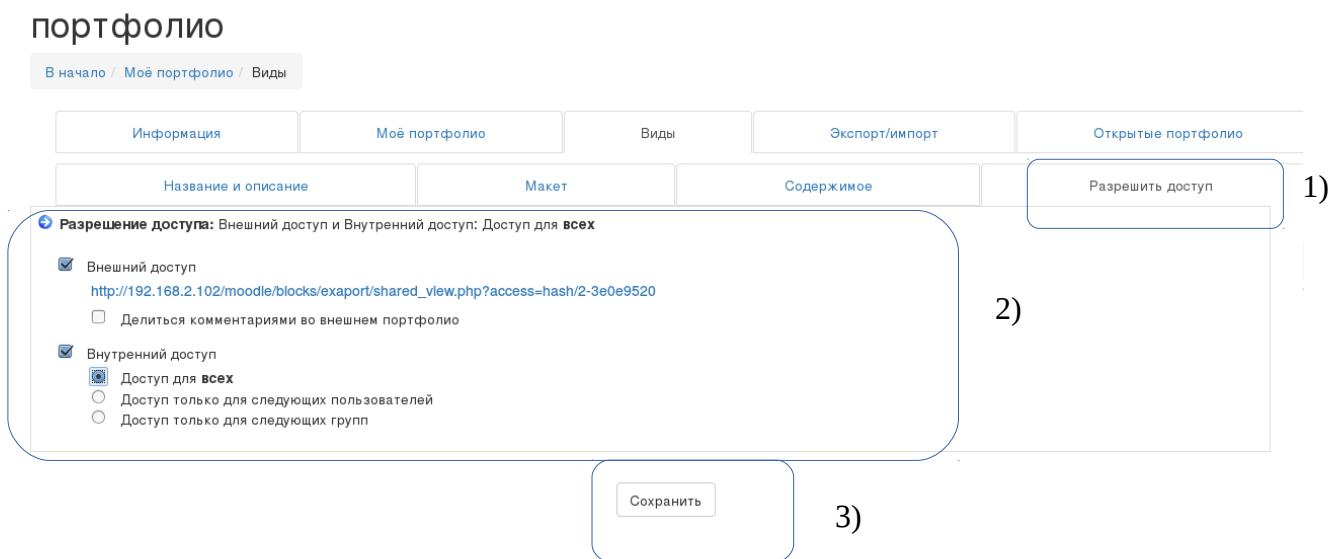 портфолио
В начало / Моё портфолио / Виды
Информация Моё портфолио Виды Экспорт/импорт Открытые портфолио
Название и описание Макет Содержимое Разрешить доступ 1)
Разрешение доступа: Внешний доступ и Внутренний доступ: Доступ для всех
Внешний доступ
http://192.168.2.102/moodle/blocks/exaport/shared_view.php?access=hash/2-3e0e9520
2)
Делиться комментариями во внешнем портфолио
Внутренний доступ
Доступ для всех
Доступ только для следующих пользователей
Доступ только для следующих групп
Сохранить
3)